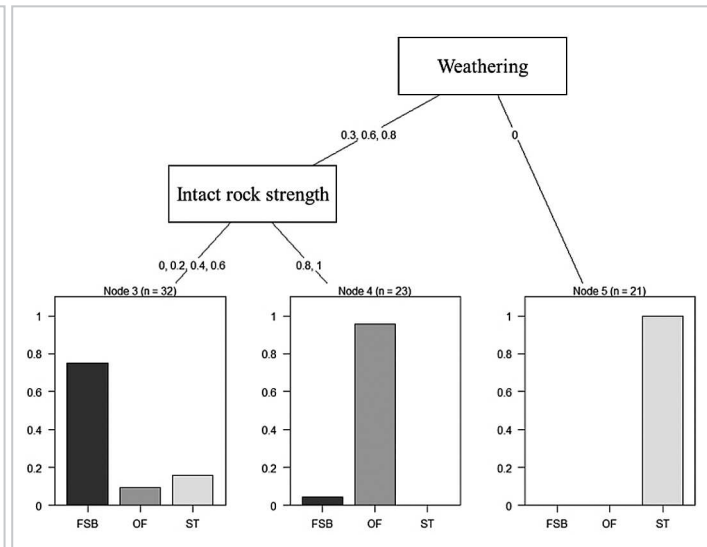 Weathering
0.3, 0.6, 0.8
0
Intact rock strength
0, 0.2, 0.4, 0.6
0.8, 1
Node 3 (n = 32)
1
0.8
0.6
0.4
0.2
0
FSB OF ST
Node 4 (n = 23)
1
0.8
0.6
0.4
0.2
0
FSB OF ST
Node 5 (n = 21)
1
0.8
0.6
0.4
0.2
0
FSB OF ST